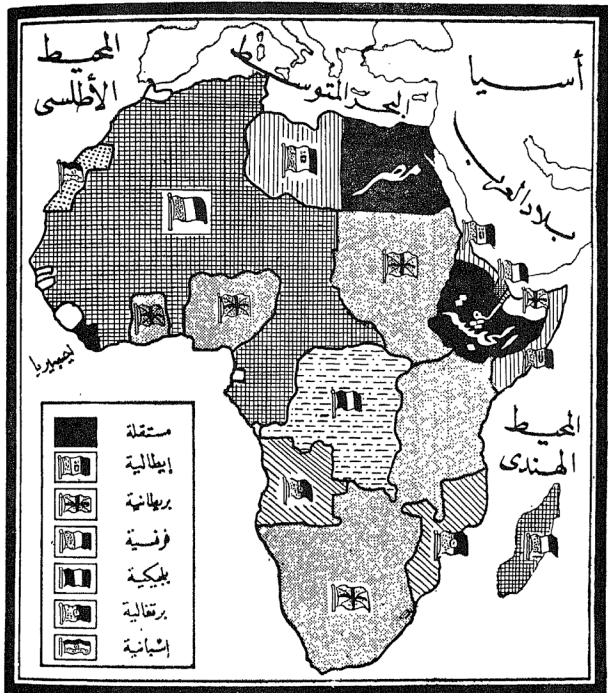 المحيط
الأطلسى
البحر المتوسط
أسيا
بلاد العرب
مصر
الحبشة
ليبيريا
المحيط
الهندى
مستقلة
إيطالية
بريطانية
فرنسية
بلجيكية
برتغالية
إسبانية